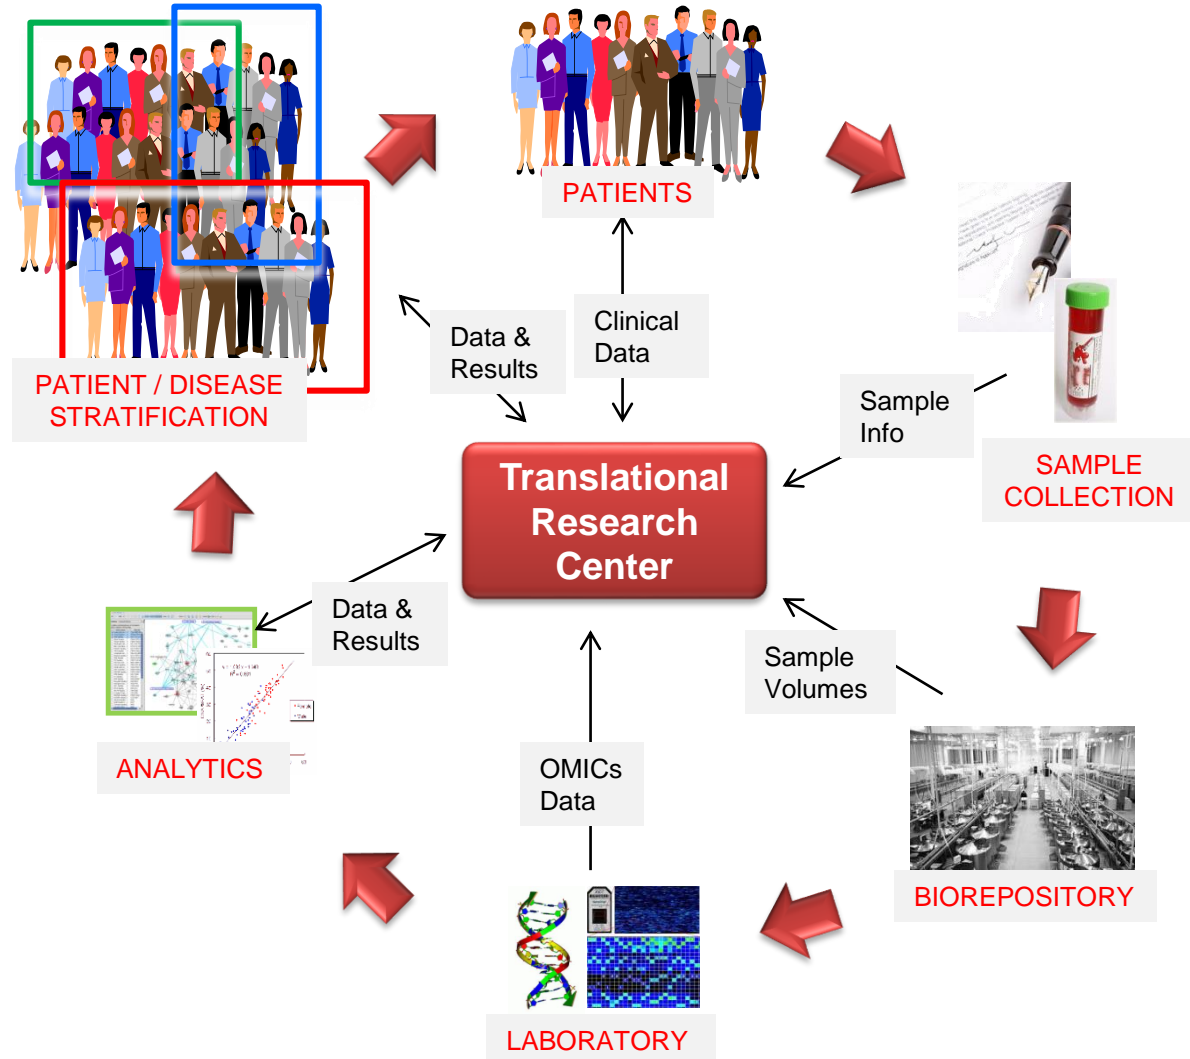 PATIENTS
PATIENT / DISEASE
STRATIFICATION
Data &
Results
Clinical
Data
Sample
Info
SAMPLE
COLLECTION
Translational
Research
Center
Data &
Results
Sample
Volumes
ANALYTICS
OMICs
Data
BIOREPOSITORY
LABORATORY